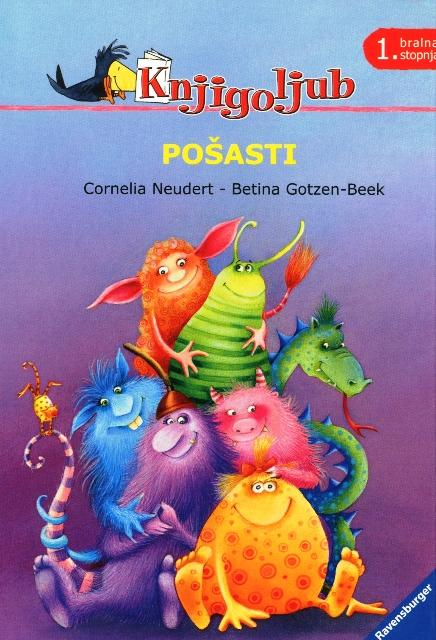 1. bralna
stopnja
Knjigoljub
POŠASTI
Cornelia Neudert - Betina Gotzen-Beek
Ravensburger